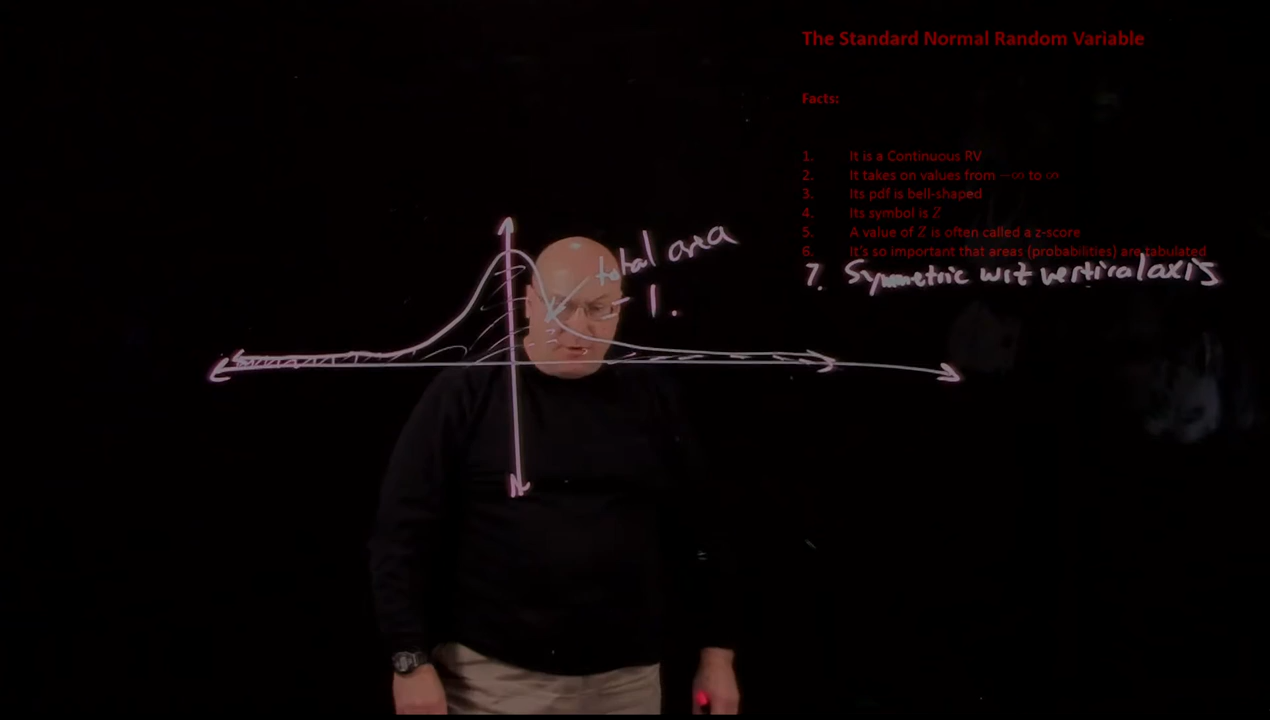 The Standard Normal Random Variable
Facts:
1. It is a Continuous RV
2. It takes on values from −∞ to ∞
3. Its pdf is bell-shaped
4. Its symbol is Z
5. A value of Z is often called a z-score
6. It's so important that areas (probabilities) are tabulated
7. Symmetric wrt vertical axis
total area
= 1.